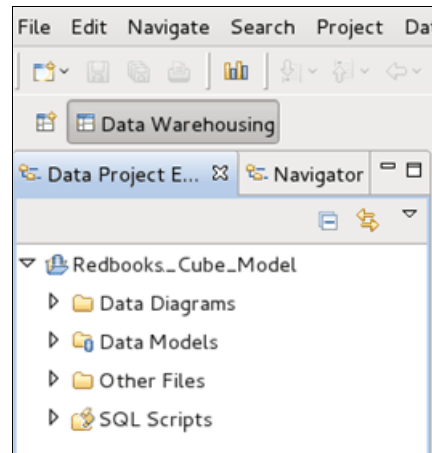 File Edit Navigate Search Project Da
Data Warehousing
Data Project E... Navigator
Redbooks_Cube_Model
Data Diagrams
Data Models
Other Files
SQL Scripts